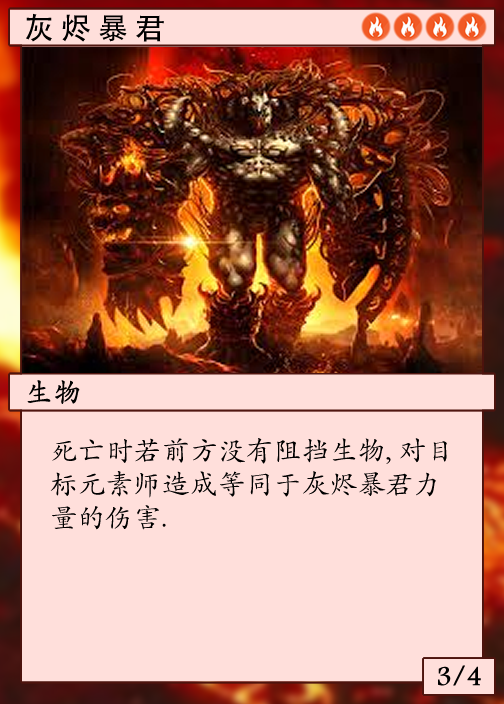 灰烬暴君
生物
死亡时若前方没有阻挡生物,对目
标元素师造成等同于灰烬暴君力
量的伤害.
3/4